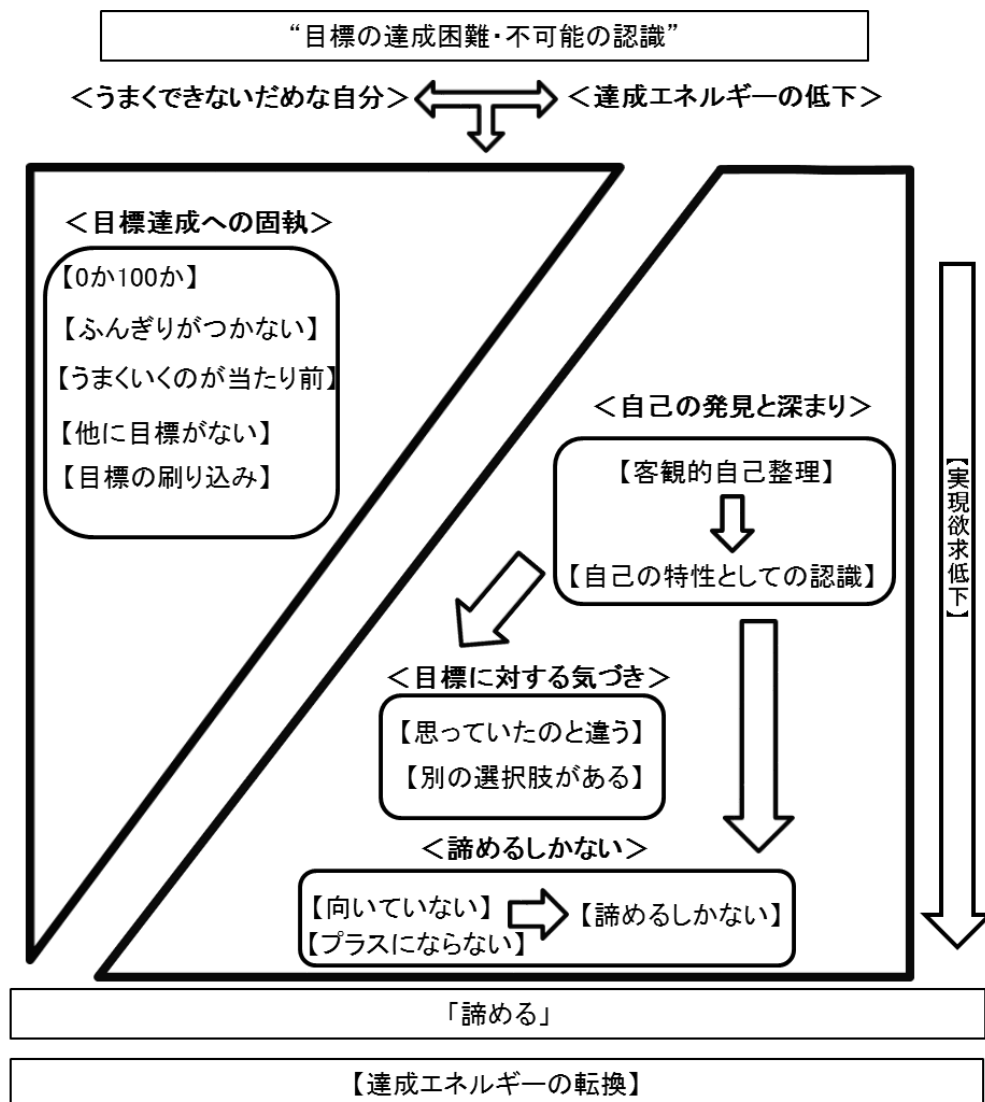 “目標の達成困難・不可能の認識”
＜うまくできないだめな自分＞
＜達成エネルギーの低下＞
＜目標達成への固執＞
【0か100か】
【ふんぎりがつかない】
【うまくいくのが当たり前】
【他に目標がない】
【目標の刷り込み】
＜自己の発見と深まり＞
【客観的自己整理】
【自己の特性としての認識】
＜目標に対する気づき＞
【思っていたのと違う】
【別の選択肢がある】
＜諦めるしかない＞
【向いていない】
【プラスにならない】
【諦めるしかない】
【実現欲求低下】
「諦める」
【達成エネルギーの転換】